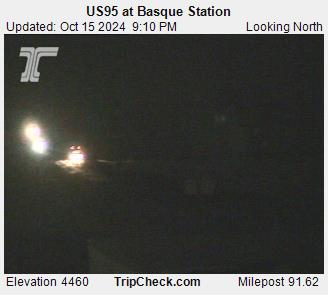 US95 at Basque Station
Updated: Oct 15 2024 9:10 PM Looking North
Elevation 4460 TripCheck.com Milepost 91.62